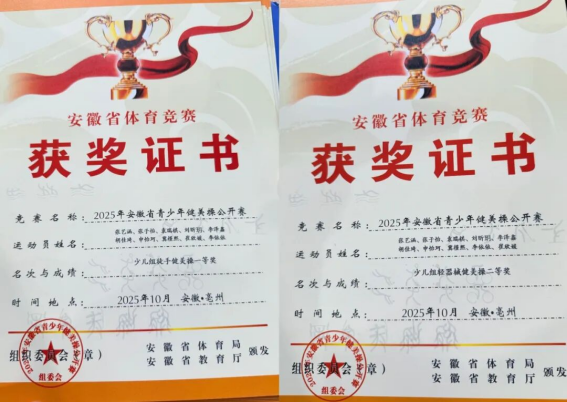 安徽省体育竞赛
获奖证书
竞赛名称：2025年安徽省青少年健美操公开赛
运动员姓名：
名次与成绩：少儿组徒手健美操一等奖
时间地点：2025年10月 安徽·亳州
组织委员会（章）
安徽省体育局
安徽省教育厅 颁发
组委会
安徽省体育竞赛
获奖证书
竞赛名称：2025年安徽省青少年健美操公开赛
运动员姓名：
名次与成绩：少儿组轻器械健美操二等奖
时间地点：2025年10月 安徽·亳州
组织委员会（章）
安徽省体育局
安徽省教育厅 颁发
组委会